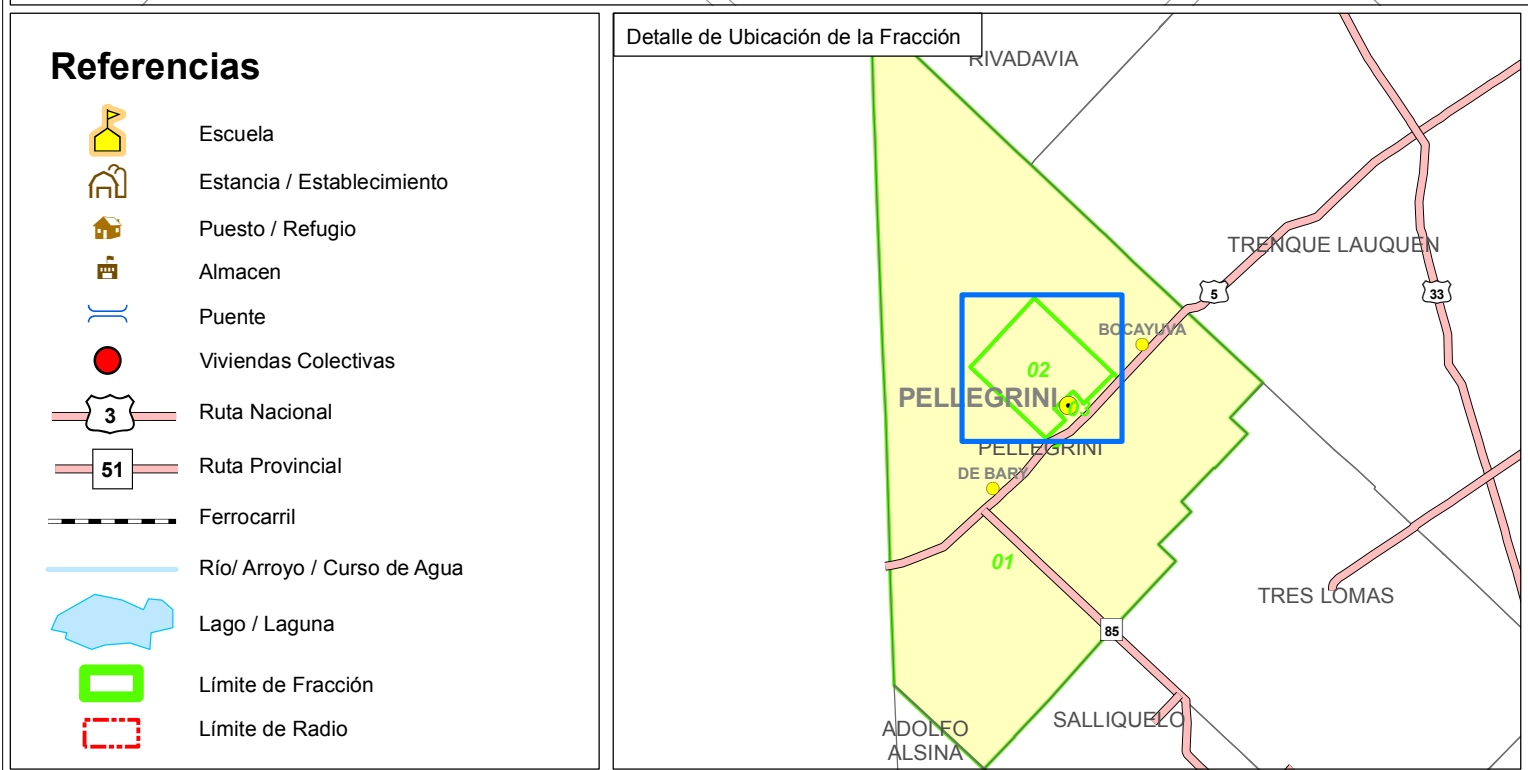 Referencias
Escuela
Estancia / Establecimiento
Puesto / Refugio
Almacen
Puente
Viviendas Colectivas
3
Ruta Nacional
51
Ruta Provincial
Ferrocarril
Río/ Arroyo / Curso de Agua
Lago / Laguna
Límite de Fracción
Límite de Radio
Detalle de Ubicación de la Fracción
RIVADAVIA
TRENQUE LAUQUEN
5
33
BOCAYUVA
02
PELLEGRINI
03
PELLEGRINI
DE BARY
01
TRES LOMAS
85
SALLIQUELO
ADOLFO
ALSINA